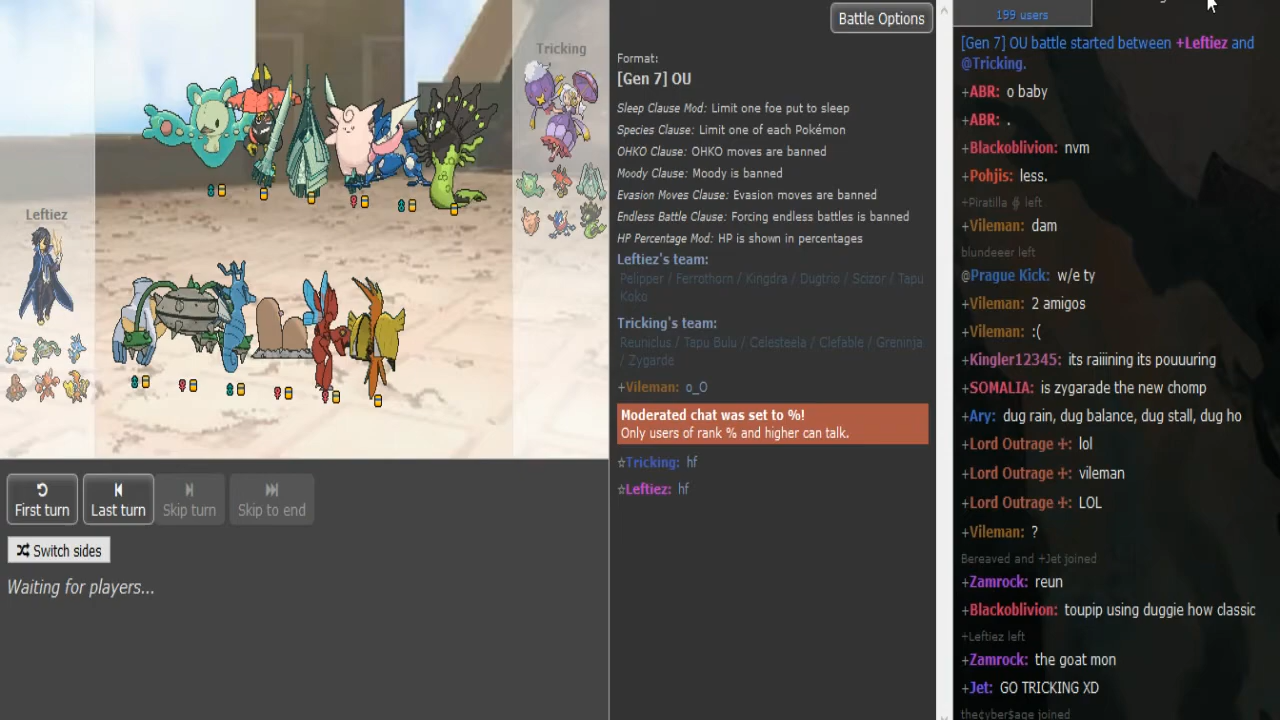 Tricking
Leftiez
First turn
Last turn
Skip turn
Skip to end
Switch sides
Waiting for players...
Battle Options
Format:
[Gen 7] OU
Sleep Clause Mod: Limit one foe put to sleep
Species Clause: Limit one of each Pokémon
OHKO Clause: OHKO moves are banned
Moody Clause: Moody is banned
Evasion Moves Clause: Evasion moves are banned
Endless Battle Clause: Forcing endless battles is banned
HP Percentage Mod: HP is shown in percentages
Leftiez's team:
Pelipper / Ferrothorn / Kingdra / Dugtrio / Scizor / Tapu
Koko
Tricking's team:
Reuniclus / Tapu Bulu / Celesteela / Clefable / Greninja
/ Zygarde
+Vileman: o_O
Moderated chat was set to %!
Only users of rank % and higher can talk.
☆Tricking: hf
☆Leftiez: hf
199 users
[Gen 7] OU battle started between +Leftiez and
@Tricking.
+ABR: o baby
+ABR: .
+Blackoblivion: nvm
+Pohjis: less.
+Piratilla left
+Vileman: dam
blundeeer left
@Prague Kick: w/e ty
+Vileman: 2 amigos
+Vileman: :(
+Kingler12345: its raiiring its pouuuring
+SOMALIA: is zygarade the new chomp
+Ary: dug rain, dug balance, dug stall, dug ho
+Lord Outrage ☩: lol
+Lord Outrage ☩: vileman
+Lord Outrage ☩: LOL
+Vileman: ?
Bereaved and +Jet joined
+Zamrock: reun
+Blackoblivion: toupip using duggie how classic
+Leftiez left
+Zamrock: the goat mon
+Jet: GO TRICKING XD
the¢yber$age joined